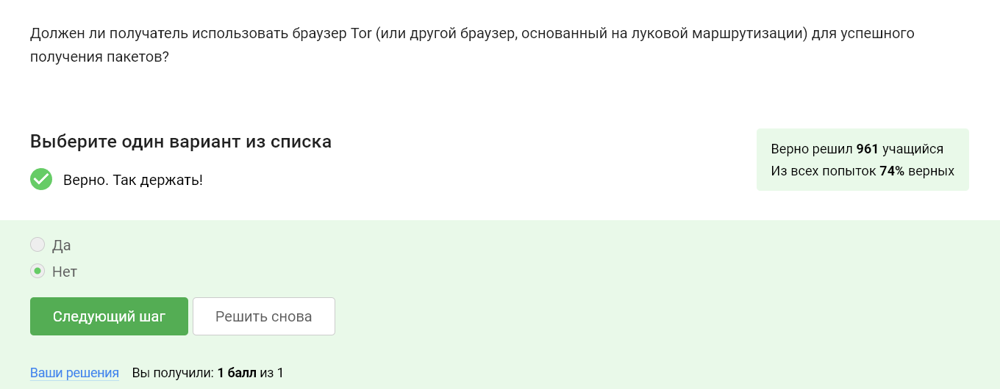 Должен ли получатель использовать браузер Tor (или другой браузер, основанный на луковой маршрутизации) для успешного
получения пакетов?
Выберите один вариант из списка
Верно. Так держать!
Верно решил 961 учащийся
Из всех попыток 74% верных
Да
Нет
Следующий шаг
Решить снова
Ваши решения
Вы получили: 1 балл из 1